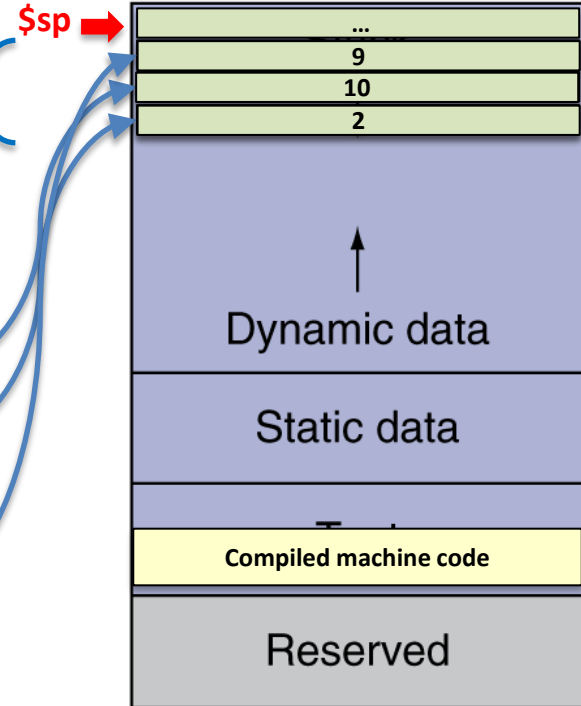 $sp
…
9
10
2
Dynamic data
Static data
Compiled machine code
Reserved